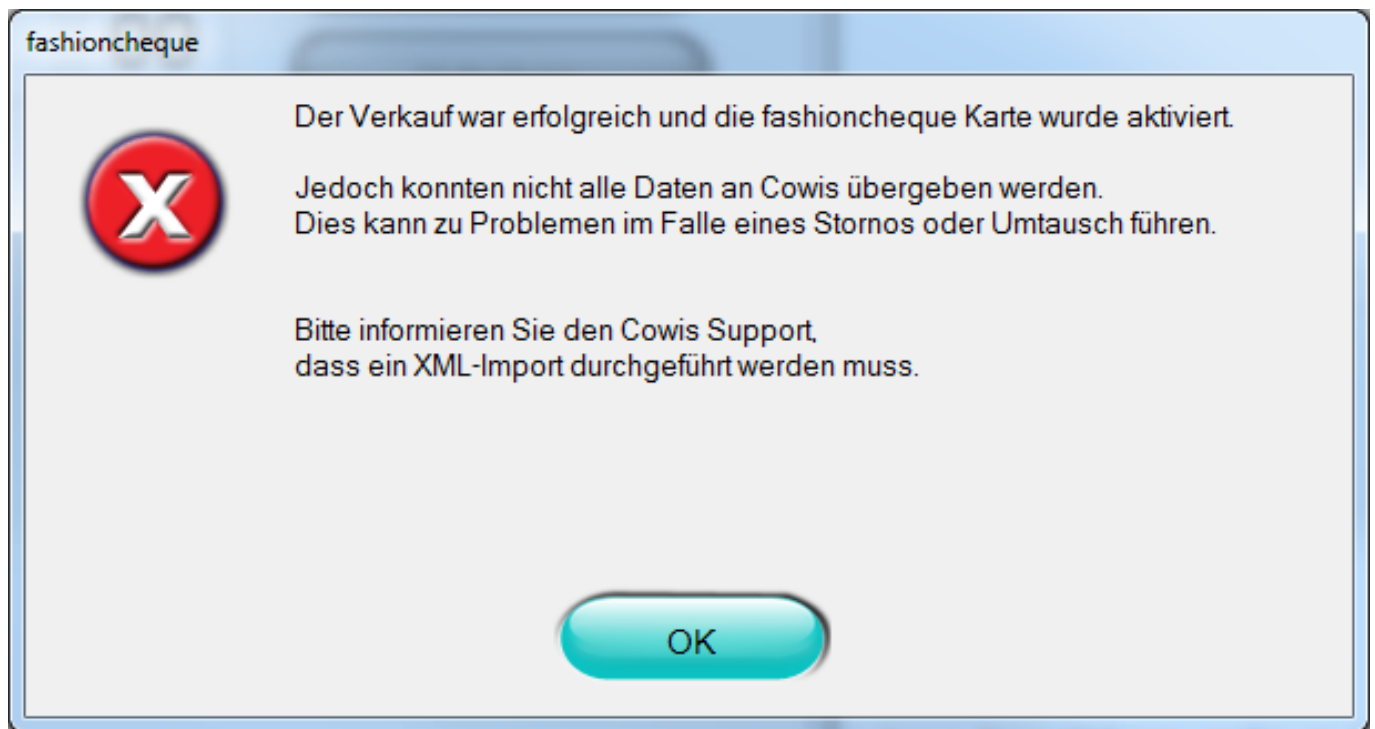 fashioncheque
Der Verkauf war erfolgreich und die fashioncheque Karte wurde aktiviert.
Jedoch konnten nicht alle Daten an Cowis übergeben werden.
Dies kann zu Problemen im Falle eines Stornos oder Umtausch führen.
Bitte informieren Sie den Cowis Support,
dass ein XML-Import durchgeführt werden muss.
OK